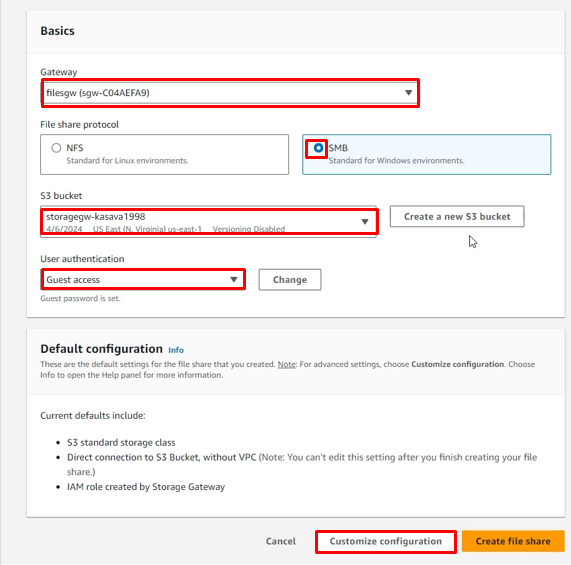 Basics
Gateway
filesgw (sgw-C04AEFA9)
File share protocol
NFS
Standard for Linux environments.
SMB
Standard for Windows environments.
S3 bucket
storagegw-kasava1998
4/6/2024 US East (N. Virginia) us-east-1 Versioning Disabled
Create a new S3 bucket
User authentication
Guest access
Change
Guest password is set.
Default configuration Info
These are the default settings for the file share that you created. Note: For advanced settings, choose Customize configuration. Choose
Info to open the Help panel for more information.
Current defaults include:
• S3 standard storage class
• Direct connection to S3 Bucket, without VPC (Note: You can't edit this setting after you finish creating your file
share.)
• IAM role created by Storage Gateway
Cancel
Customize configuration
Create file share